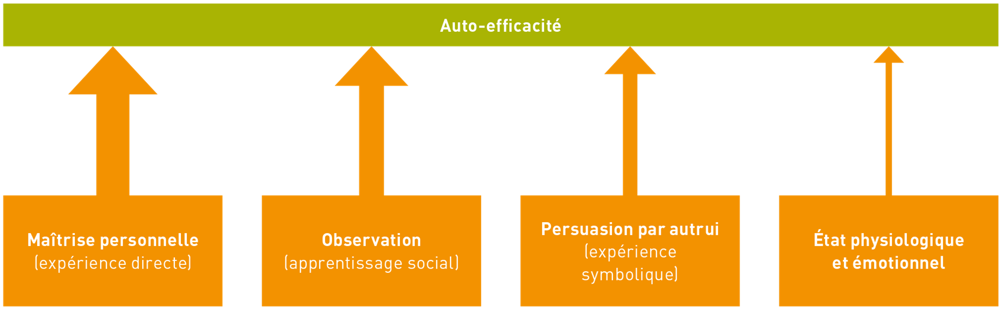 Auto-efficacité
Maîtrise personnelle
(expérience directe)
Observation
(apprentissage social)
Persuasion par autrui
(expérience
symbolique)
État physiologique
et émotionnel